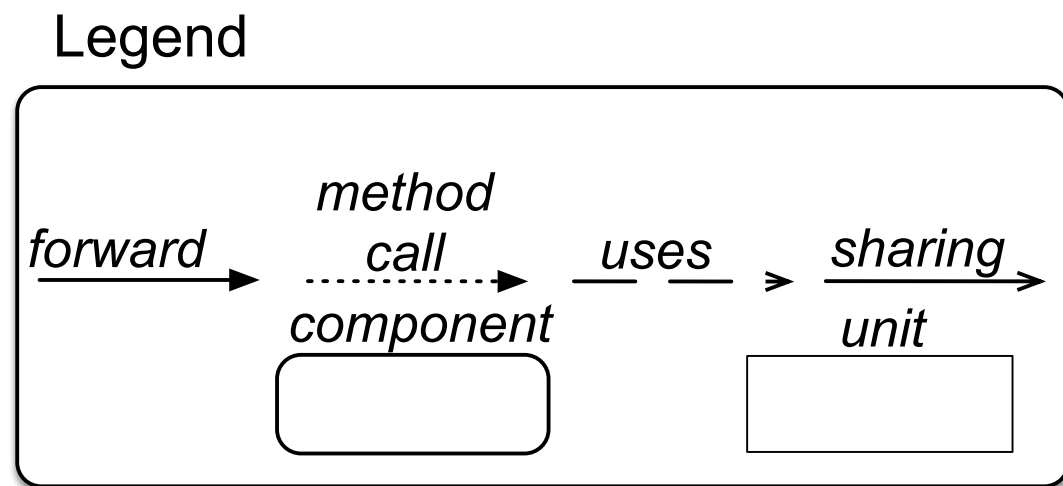 Legend
method
forward
call
uses
sharing
component
unit